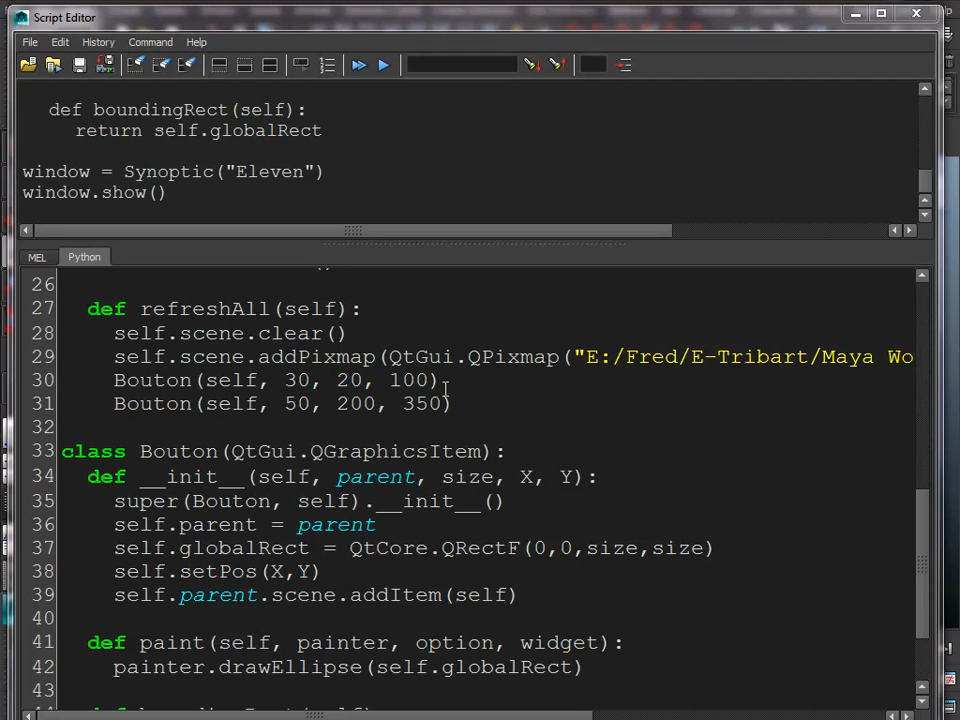 Script Editor
File Edit History Command Help
def boundingRect(self):
return self.globalRect
window = Synoptic("Eleven")
window.show()
MEL Python
26
27 def refreshAll(self):
28 self.scene.clear()
29 self.scene.addPixmap(QtGui.QPixmap("E:/Fred/E-Tribart/Maya Wo
30 Bouton(self, 30, 20, 100)
31 Bouton(self, 50, 200, 350)
32
33 class Bouton(QtGui.QGraphicsItem):
34 def __init__(self, parent, size, X, Y):
35 super(Bouton, self).__init__()
36 self.parent = parent
37 self.globalRect = QtCore.QRectF(0,0,size,size)
38 self.setPos(X,Y)
39 self.parent.scene.addItem(self)
40
41 def paint(self, painter, option, widget):
42 painter.drawEllipse(self.globalRect)
43